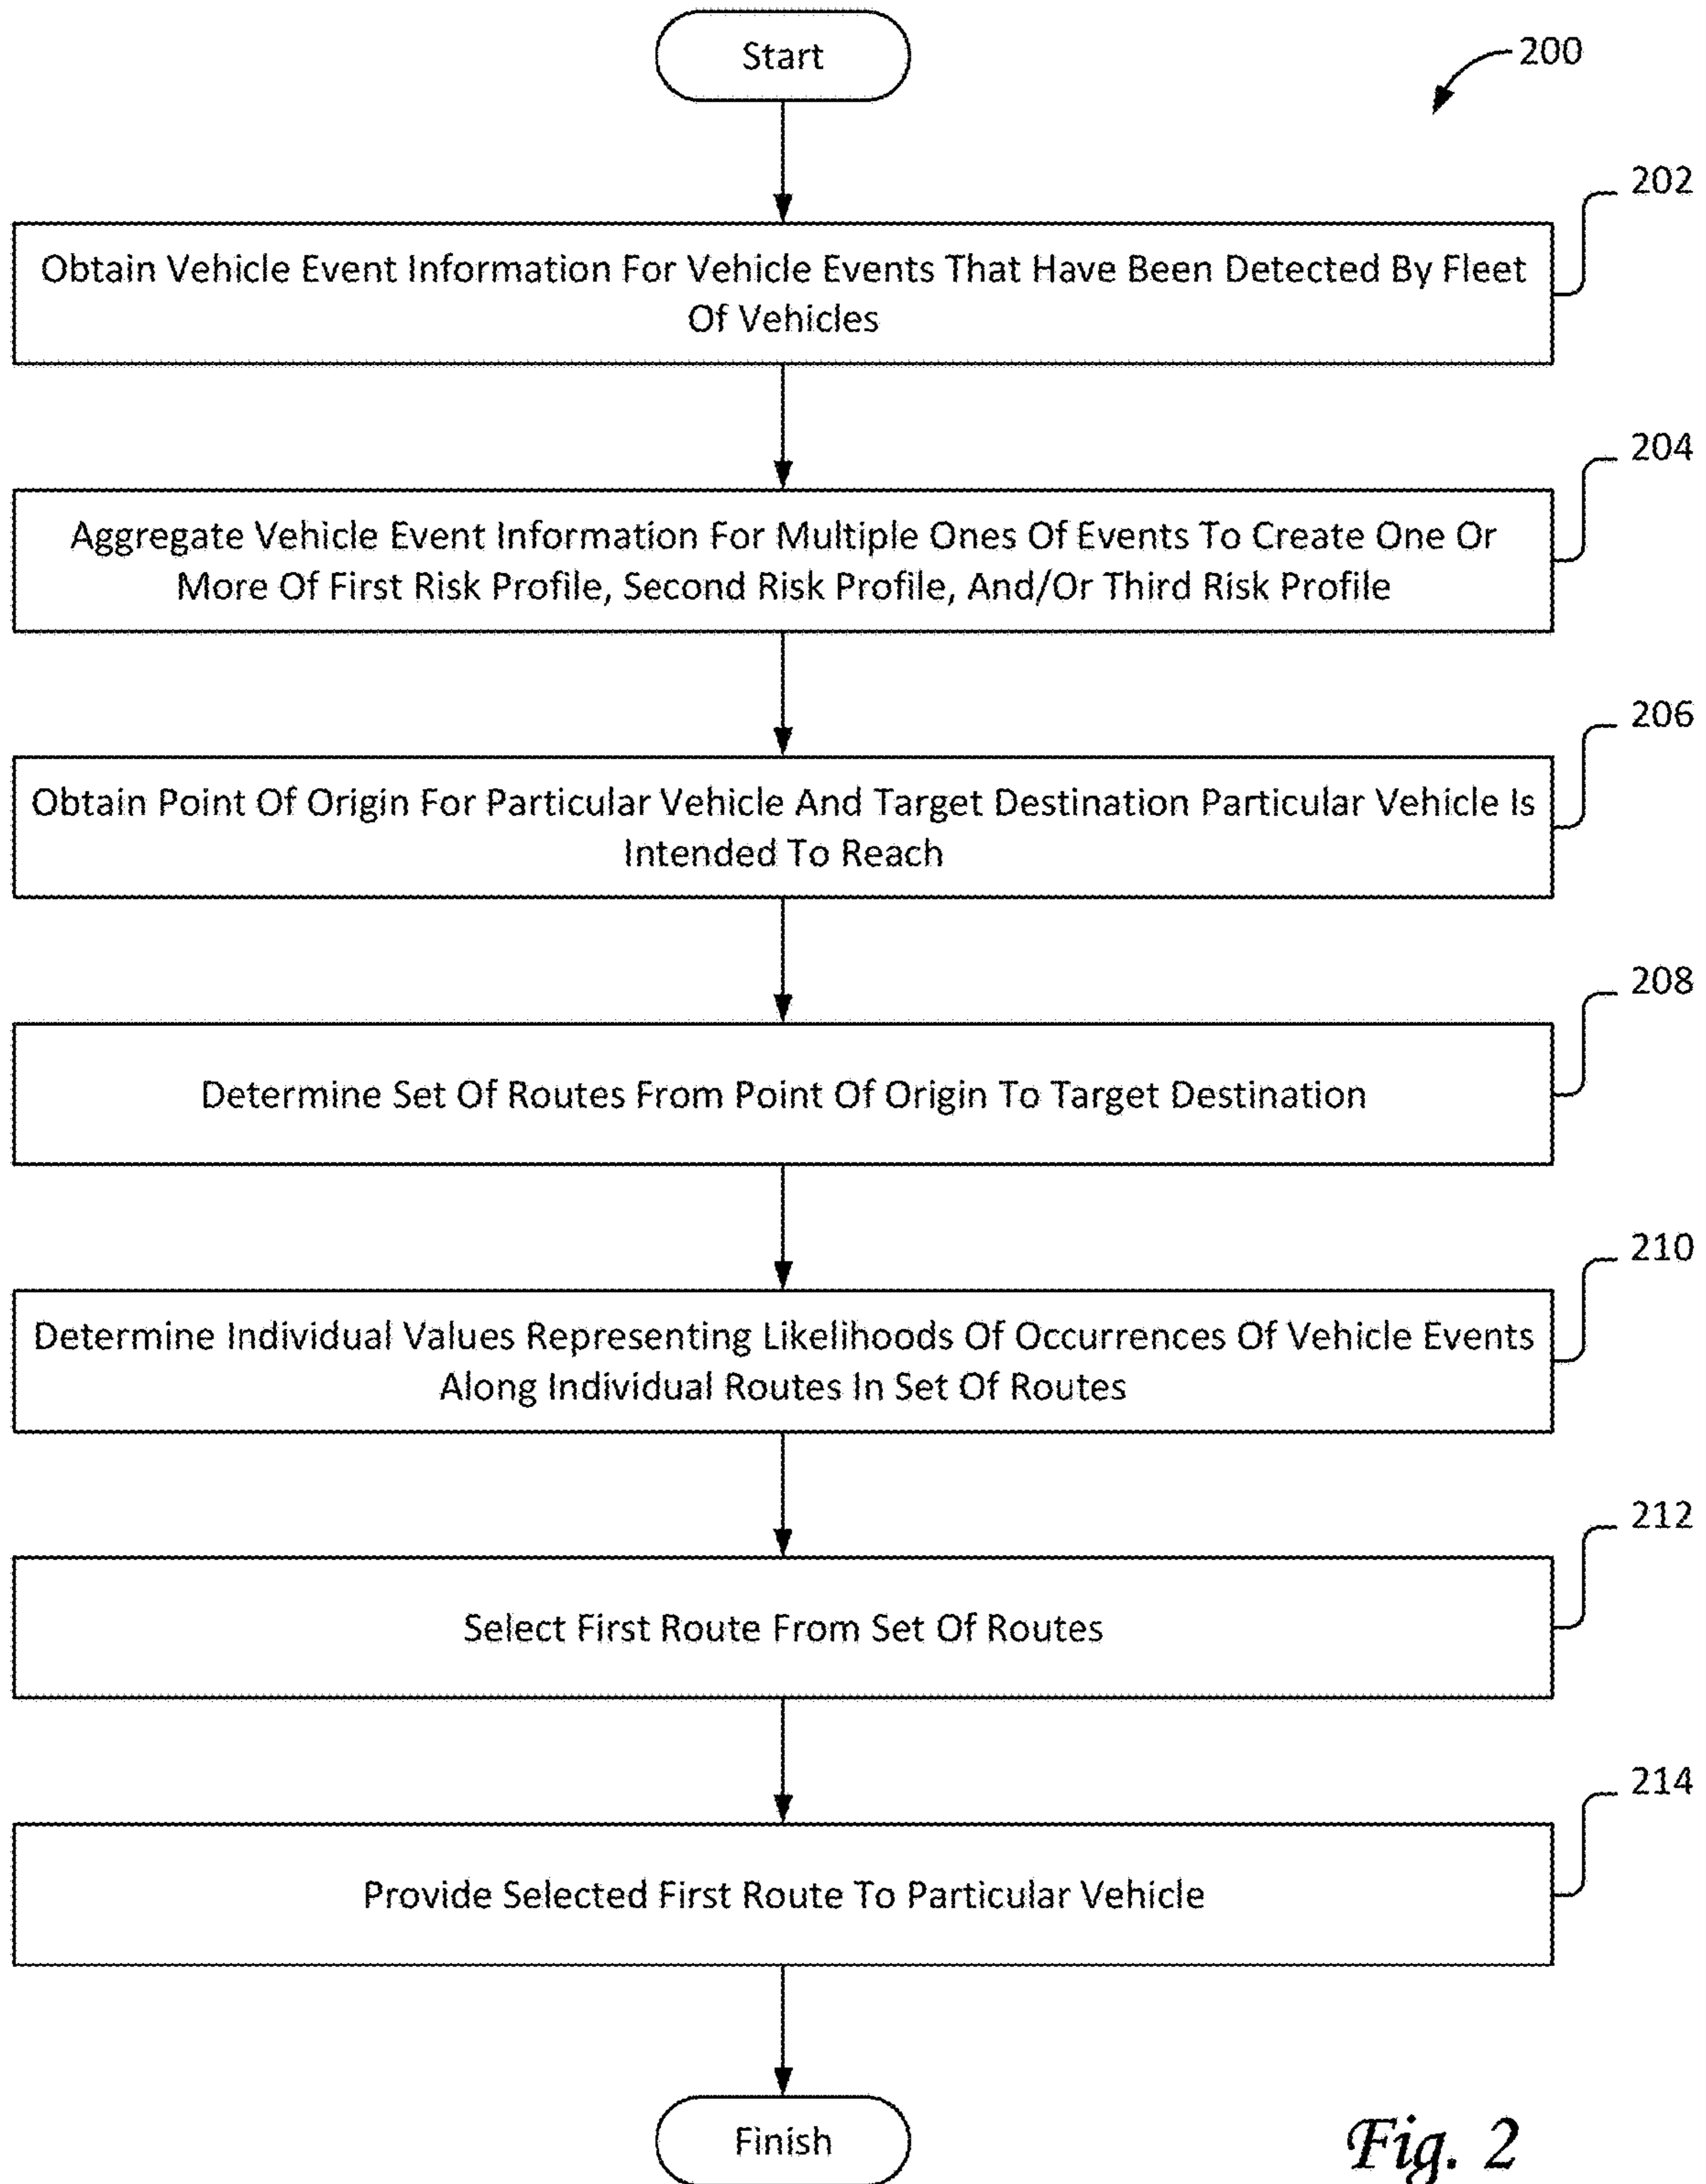 Start
200
202
Obtain Vehicle Event Information For Vehicle Events That Have Been Detected By Fleet
Of Vehicles
204
Aggregate Vehicle Event Information For Multiple Ones Of Events To Create One Or
More Of First Risk Profile, Second Risk Profile, And/Or Third Risk Profile
206
Obtain Point Of Origin For Particular Vehicle And Target Destination Particular Vehicle Is
Intended To Reach
208
Determine Set Of Routes From Point Of Origin To Target Destination
210
Determine Individual Values Representing Likelihoods Of Occurrences Of Vehicle Events
Along Individual Routes In Set Of Routes
212
Select First Route From Set Of Routes
214
Provide Selected First Route To Particular Vehicle
Finish
Fig. 2